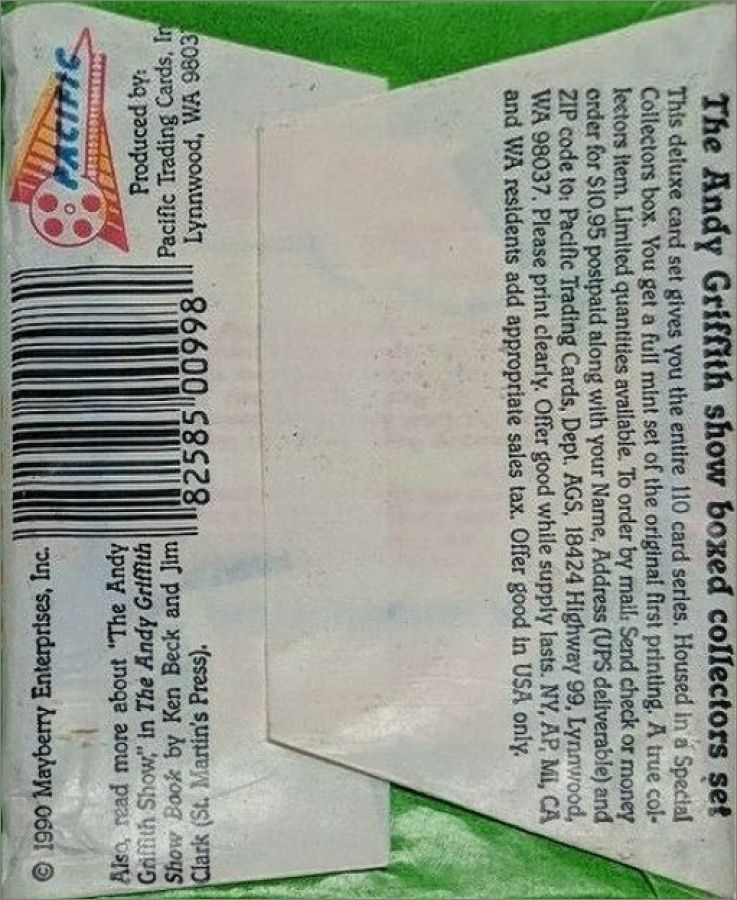 The Andy Griffith show boxed collectors set
This deluxe card set gives you the entire 110 card series. Housed in a Special
Collectors box. You get a full mint set of the original first printing. A true col-
lectors item. Limited quantities available. To order by mail: Send check or money
order for $10.95 postpaid along with your Name, Address (UPS deliverable) and
ZIP code to: Pacific Trading Cards, Dept. AGS, 18424 Highway 99, Lynnwood,
WA 98037. Please print clearly. Offer good while supply lasts. NY, AP, MI, CA
and WA residents add appropriate sales tax. Offer good in USA only.
PACIFIC
Produced by:
Pacific Trading Cards, In
Lynnwood, WA 9803
82585 00998
© 1990 Mayberry Enterprises, Inc.
Also, read more about "The Andy
Griffith Show," in The Andy Griffith
Show Book by Ken Beck and Jim
Clark (St. Martin's Press).